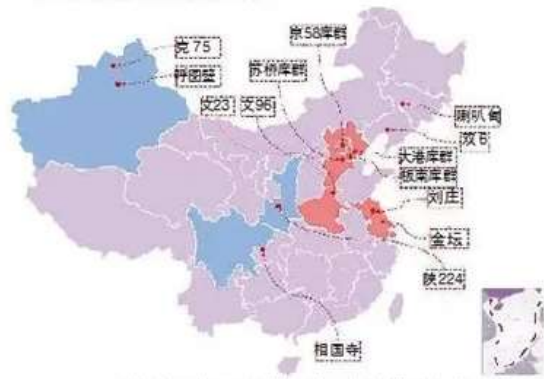 克75
呼图壁
京58库群
苏桥库群
文23
文96
喇叭甸
双6
大港库群
板南库群
刘庄
金坛
陕224
相国寺